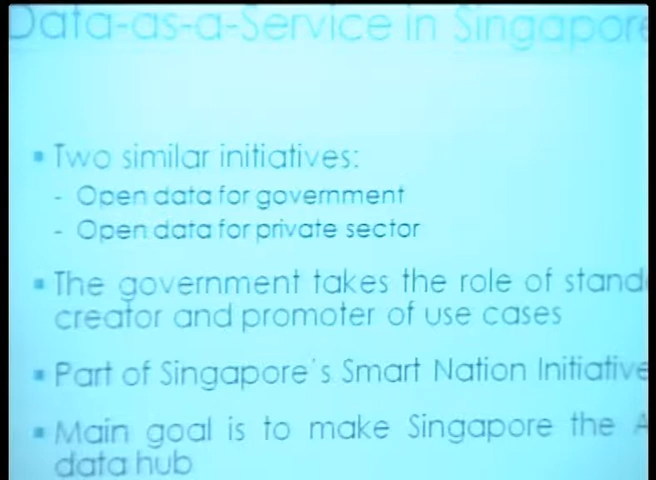 Data-as-a-Service in Singapore
▪ Two similar initiatives:
- Open data for government
- Open data for private sector
▪ The government takes the role of
creator and promoter of use cases
▪ Part of Singapore's Smart Nation Initiative
▪ Main goal is to make Singapore the
data hub